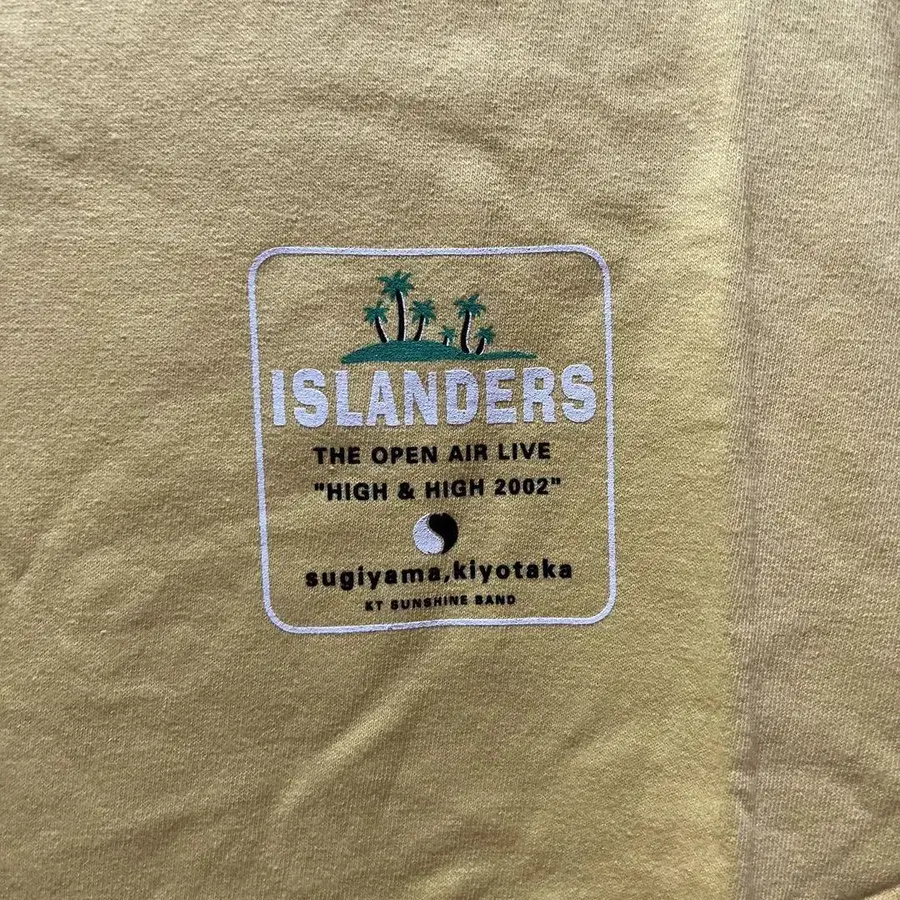 ISLANDERS
THE OPEN AIR LIVE
"HIGH & HIGH 2002"
sugiyama,kiyotaka
KT SUNSHINE BAND